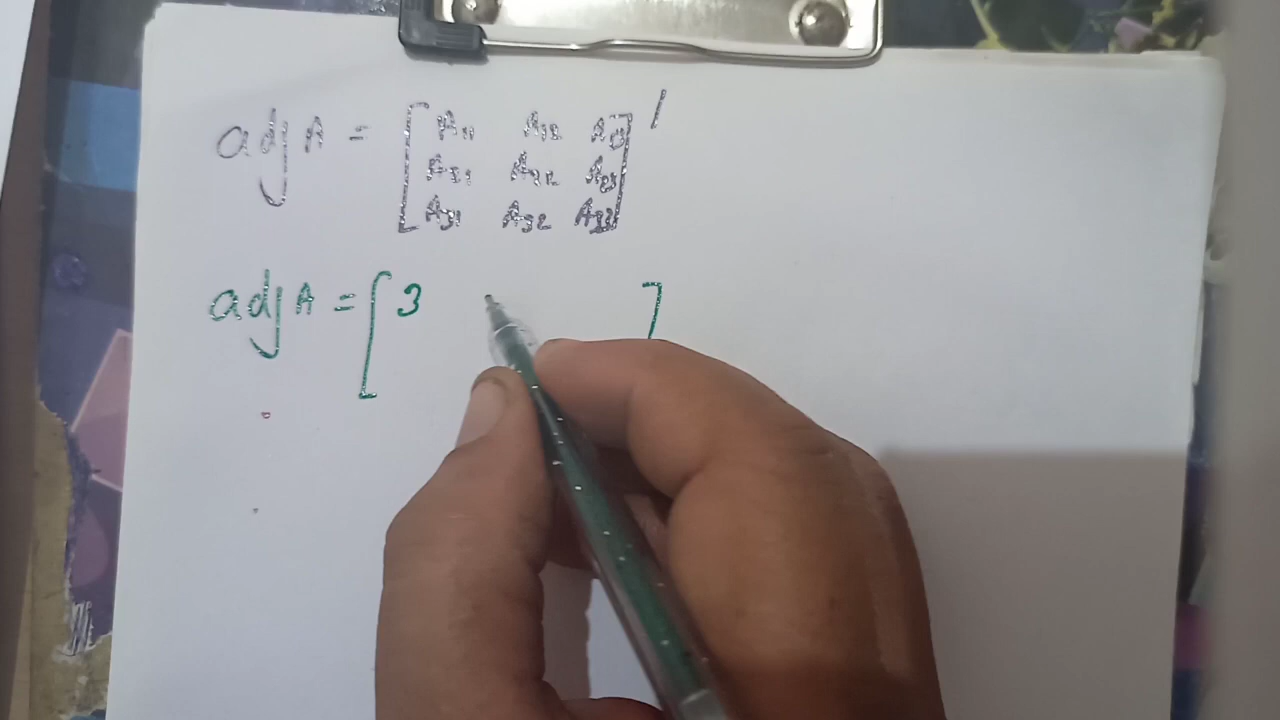 adj A = [ A11 A12 A13 ]'
A21 A22 A23
A31 A32 A33
adj A = [ 3 ]